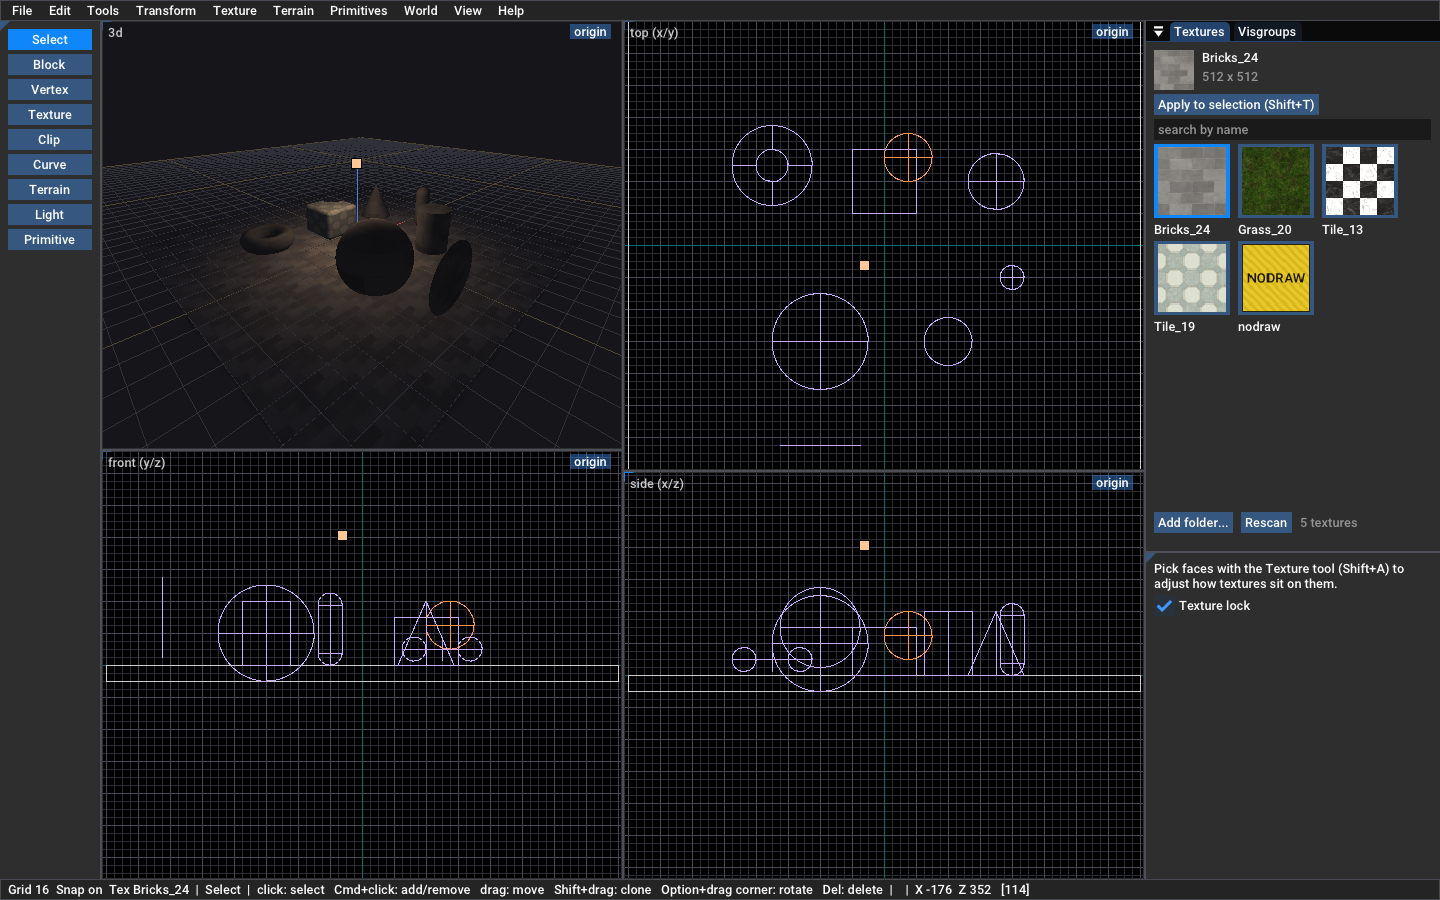 File Edit Tools Transform Texture Terrain Primitives World View Help
Select
Block
Vertex
Texture
Clip
Curve
Terrain
Light
Primitive
3d origin
top (x/y) origin
front (y/z) origin
side (x/z) origin
Textures Visgroups
Bricks_24
512 x 512
Apply to selection (Shift+T)
search by name
Bricks_24 Grass_20 Tile_13
NODRAW
Tile_19 nodraw
Add folder... Rescan 5 textures
Pick faces with the Texture tool (Shift+A) to
adjust how textures sit on them.
Texture lock
Grid 16 Snap on Tex Bricks_24 | Select | click: select Cmd+click: add/remove drag: move Shift+drag: clone Option+drag corner: rotate Del: delete | | X -176 Z 352 [114]